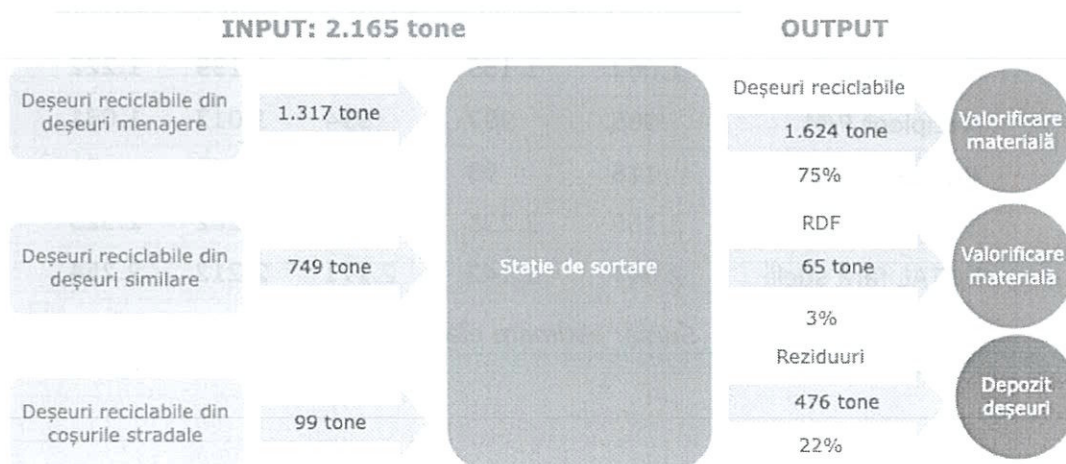 INPUT: 2.165 tone
OUTPUT
Deșeuri reciclabile din
deșeuri menajere
1.317 tone
Deșeuri reciclabile
1.624 tone
75%
Valorificare
materială
Deșeuri reciclabile din
deșeuri similare
749 tone
Stație de sortare
RDF
65 tone
3%
Valorificare
materială
Deșeuri reciclabile din
coșurile stradale
99 tone
Reziduuri
476 tone
22%
Depozit
deșeuri